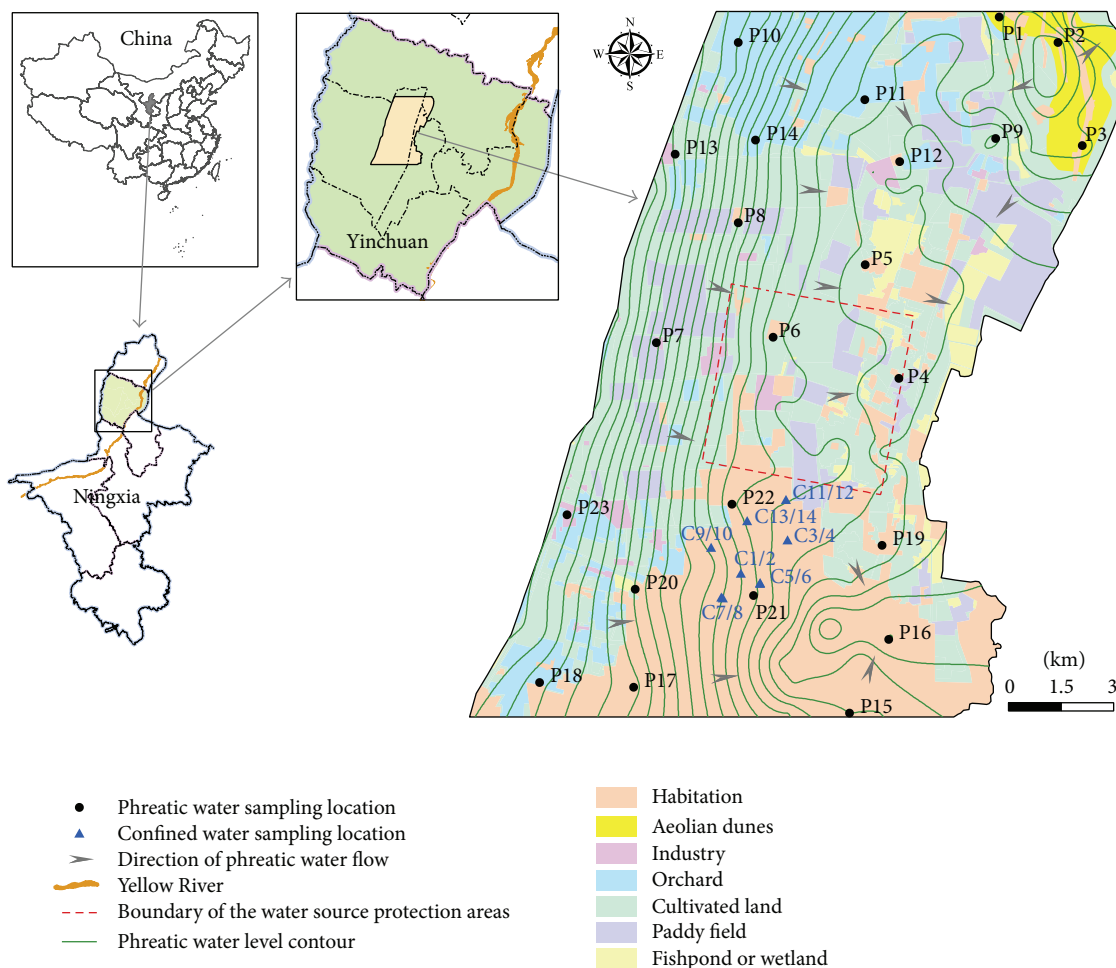 China
Yinchuan
Ningxia
N
W E
S
P1
P2
P10
P11
P3
P9
P14
P13
P12
P8
P5
P6
P7
P4
C11/12
P22
C13/14
P23
C9/10
C3/4
P19
C1/2
C5/6
P20
C7/8
P21
P16
P18
P17
P15
(km)
0 1.5 3
Phreatic water sampling location
Confined water sampling location
Direction of phreatic water flow
Yellow River
Boundary of the water source protection areas
Phreatic water level contour
Habitation
Aeolian dunes
Industry
Orchard
Cultivated land
Paddy field
Fishpond or wetland